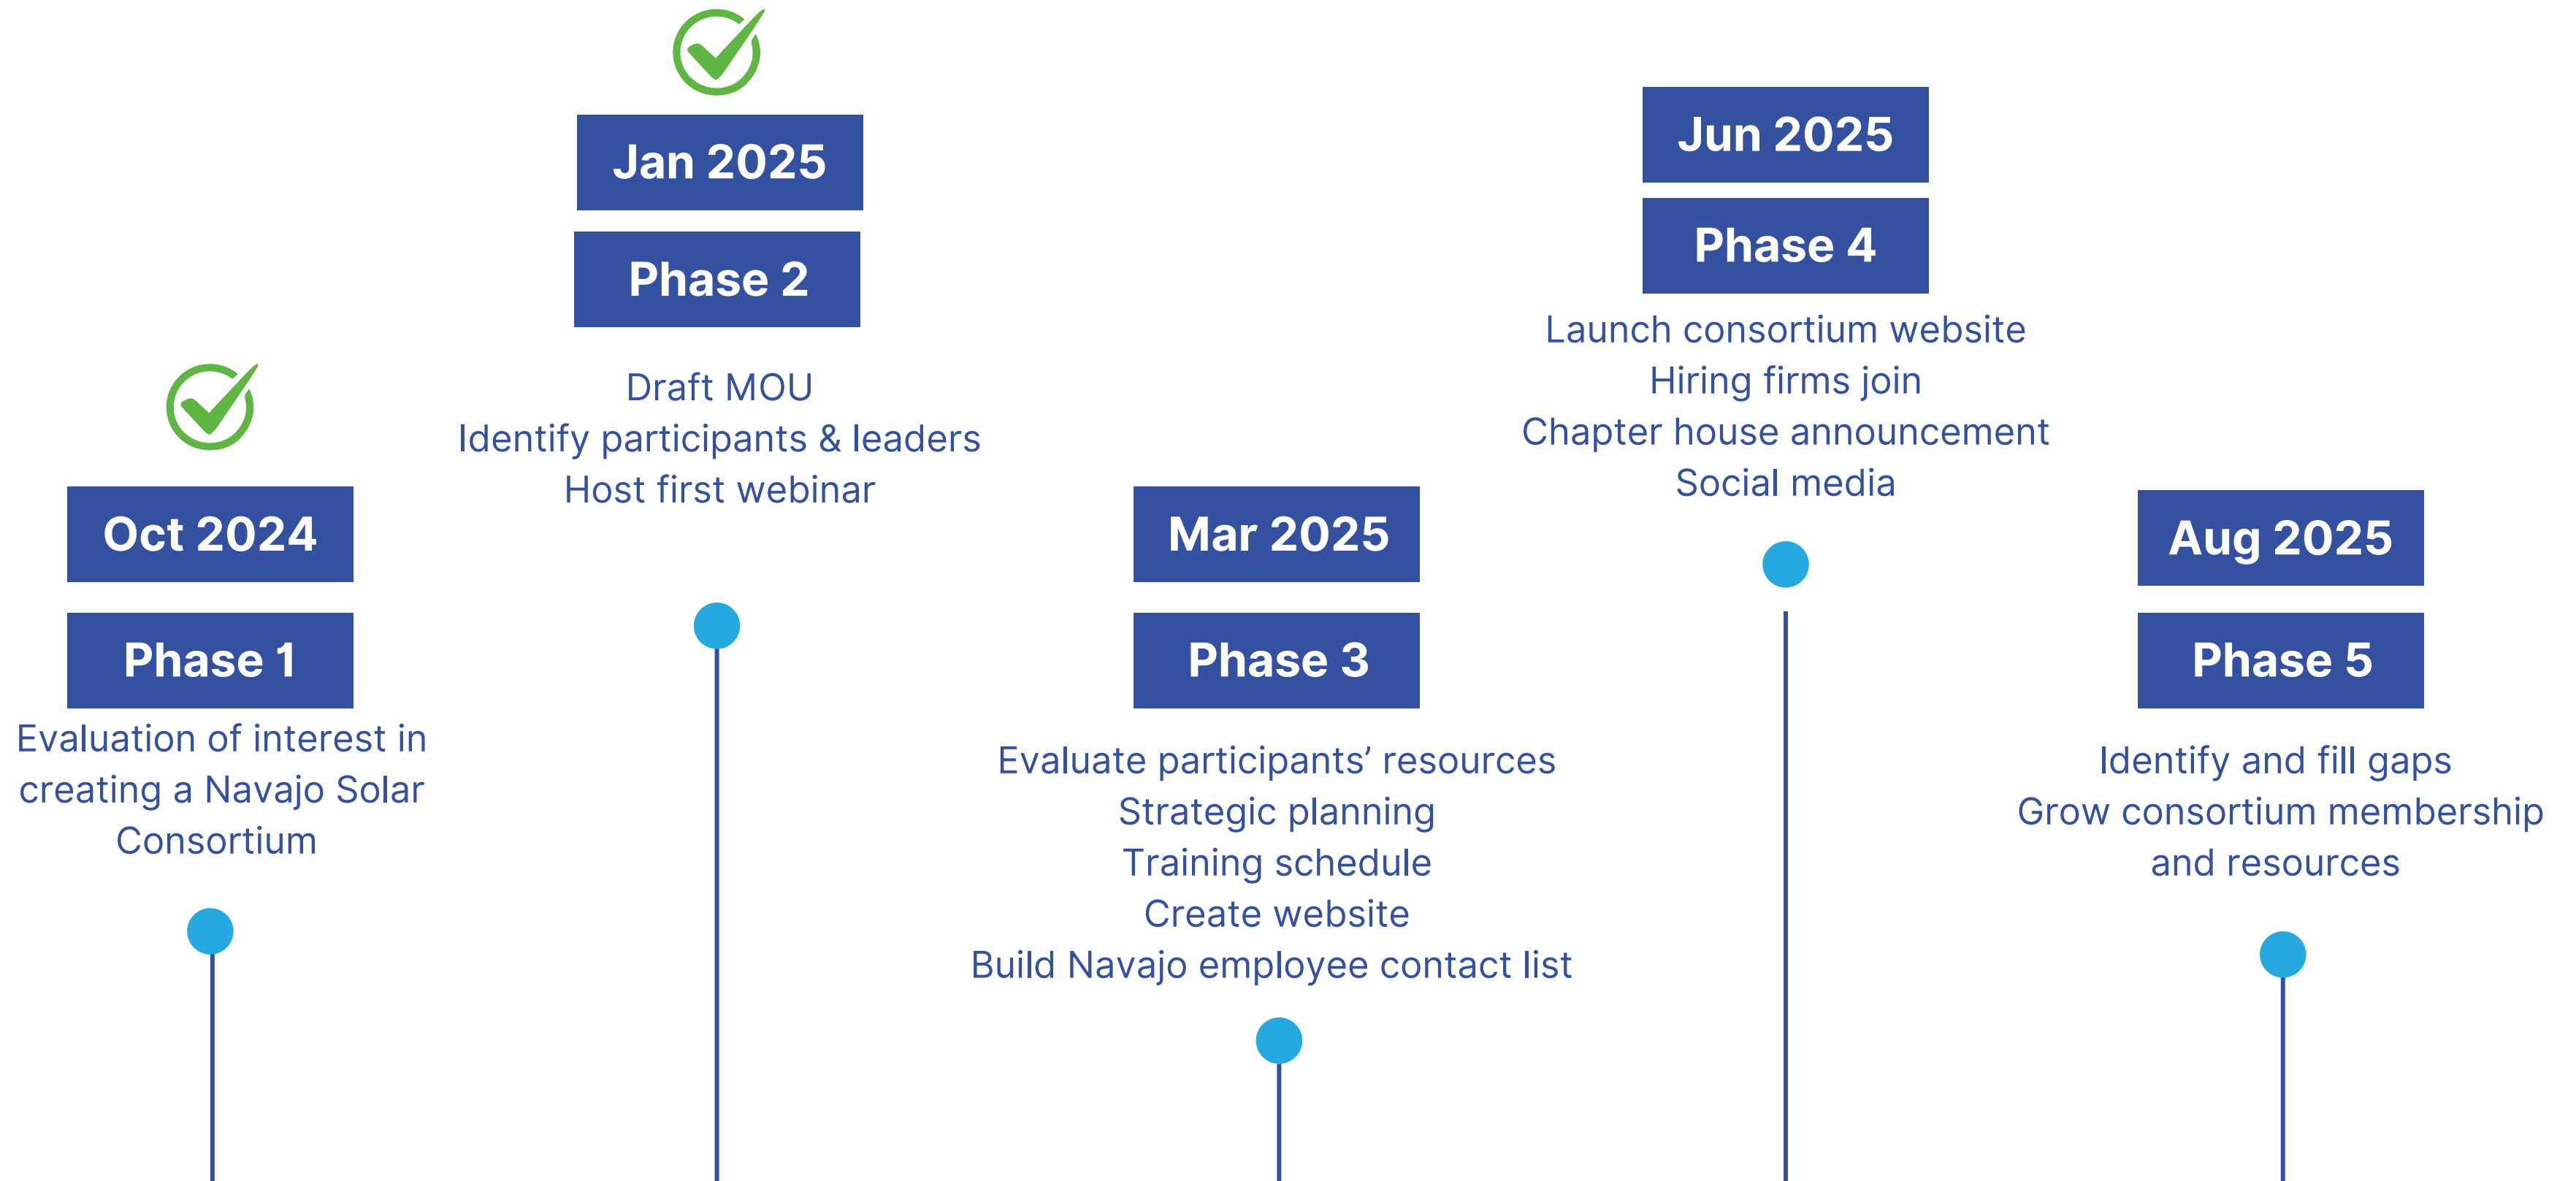 Oct 2024
Phase 1
Evaluation of interest in
creating a Navajo Solar
Consortium
Jan 2025
Phase 2
Draft MOU
Identify participants & leaders
Host first webinar
Mar 2025
Phase 3
Evaluate participants’ resources
Strategic planning
Training schedule
Create website
Build Navajo employee contact list
Jun 2025
Phase 4
Launch consortium website
Hiring firms join
Chapter house announcement
Social media
Aug 2025
Phase 5
Identify and fill gaps
Grow consortium membership
and resources